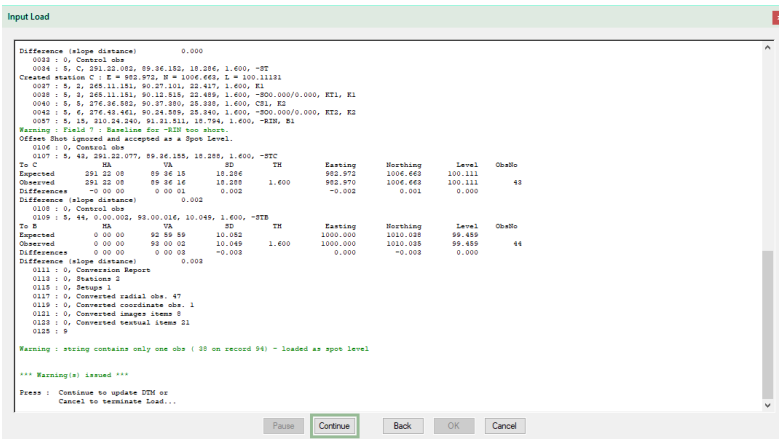 Input Load
Difference (slope distance) 0.000
0033 : 0, Control obs
0034 : 5, C, 291.22.082, 89.36.152, 18.286, 1.600, -ST
Created station C : E = 982.972, N = 1006.663, L = 100.11131
0037 : 5, 2, 265.11.151, 90.27.101, 22.417, 1.600, K1
0038 : 5, 3, 265.11.151, 90.12.515, 22.489, 1.600, -SO0.000/0.000, KT1, K1
0040 : 5, 5, 276.36.582, 90.37.380, 25.338, 1.600, CS1, K2
0042 : 5, 6, 276.43.461, 90.24.589, 25.340, 1.600, -SO0.000/0.000, KT2, K2
0057 : 5, 15, 310.24.240, 91.31.511, 18.794, 1.600, -RIN, B1
Warning : Field 7 : Baseline for -RIN too short.
Offset Shot ignored and accepted as a Spot Level.
0106 : 0, Control obs
0107 : 5, 43, 291.22.077, 89.36.155, 18.288, 1.600, -STC
To C HA VA SD TH Easting Northing Level ObsNo
Expected 291 22 08 89 36 15 18.286 982.972 1006.663 100.111
Observed 291 22 08 89 36 16 18.288 1.600 982.970 1006.663 100.111 43
Differences -0 00 00 0 00 01 0.002 -0.002 0.001 0.000
Difference (slope distance) 0.002
0108 : 0, Control obs
0109 : 5, 44, 0.00.002, 93.00.016, 10.049, 1.600, -STB
To B HA VA SD TH Easting Northing Level ObsNo
Expected 0 00 00 92 59 59 10.052 1000.000 1010.038 99.459
Observed 0 00 00 93 00 02 10.049 1.600 1000.000 1010.035 99.459 44
Differences 0 00 00 0 00 03 -0.003 0.000 -0.003 0.000
Difference (slope distance) 0.003
0111 : 0, Conversion Report
0113 : 0, Stations 2
0115 : 0, Setups 1
0117 : 0, Converted radial obs. 47
0119 : 0, Converted coordinate obs. 1
0121 : 0, Converted images items 8
0123 : 0, Converted textual items 21
0125 : 9
Warning : string contains only one obs ( 38 on record 94) - loaded as spot level
*** Warning(s) issued ***
Press : Continue to update DTM or
Cancel to terminate Load...
Pause Continue Back OK Cancel